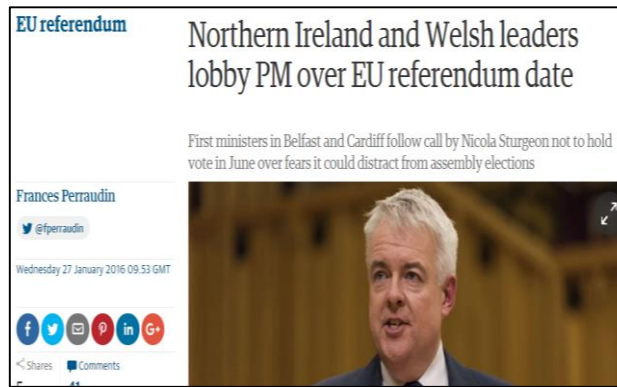 EU referendum
Northern Ireland and Welsh leaders
lobby PM over EU referendum date
First ministers in Belfast and Cardiff follow call by Nicola Sturgeon not to hold
vote in June over fears it could distract from assembly elections
Frances Perraudin
@fperraudin
Wednesday 27 January 2016 09.53 GMT
Shares Comments